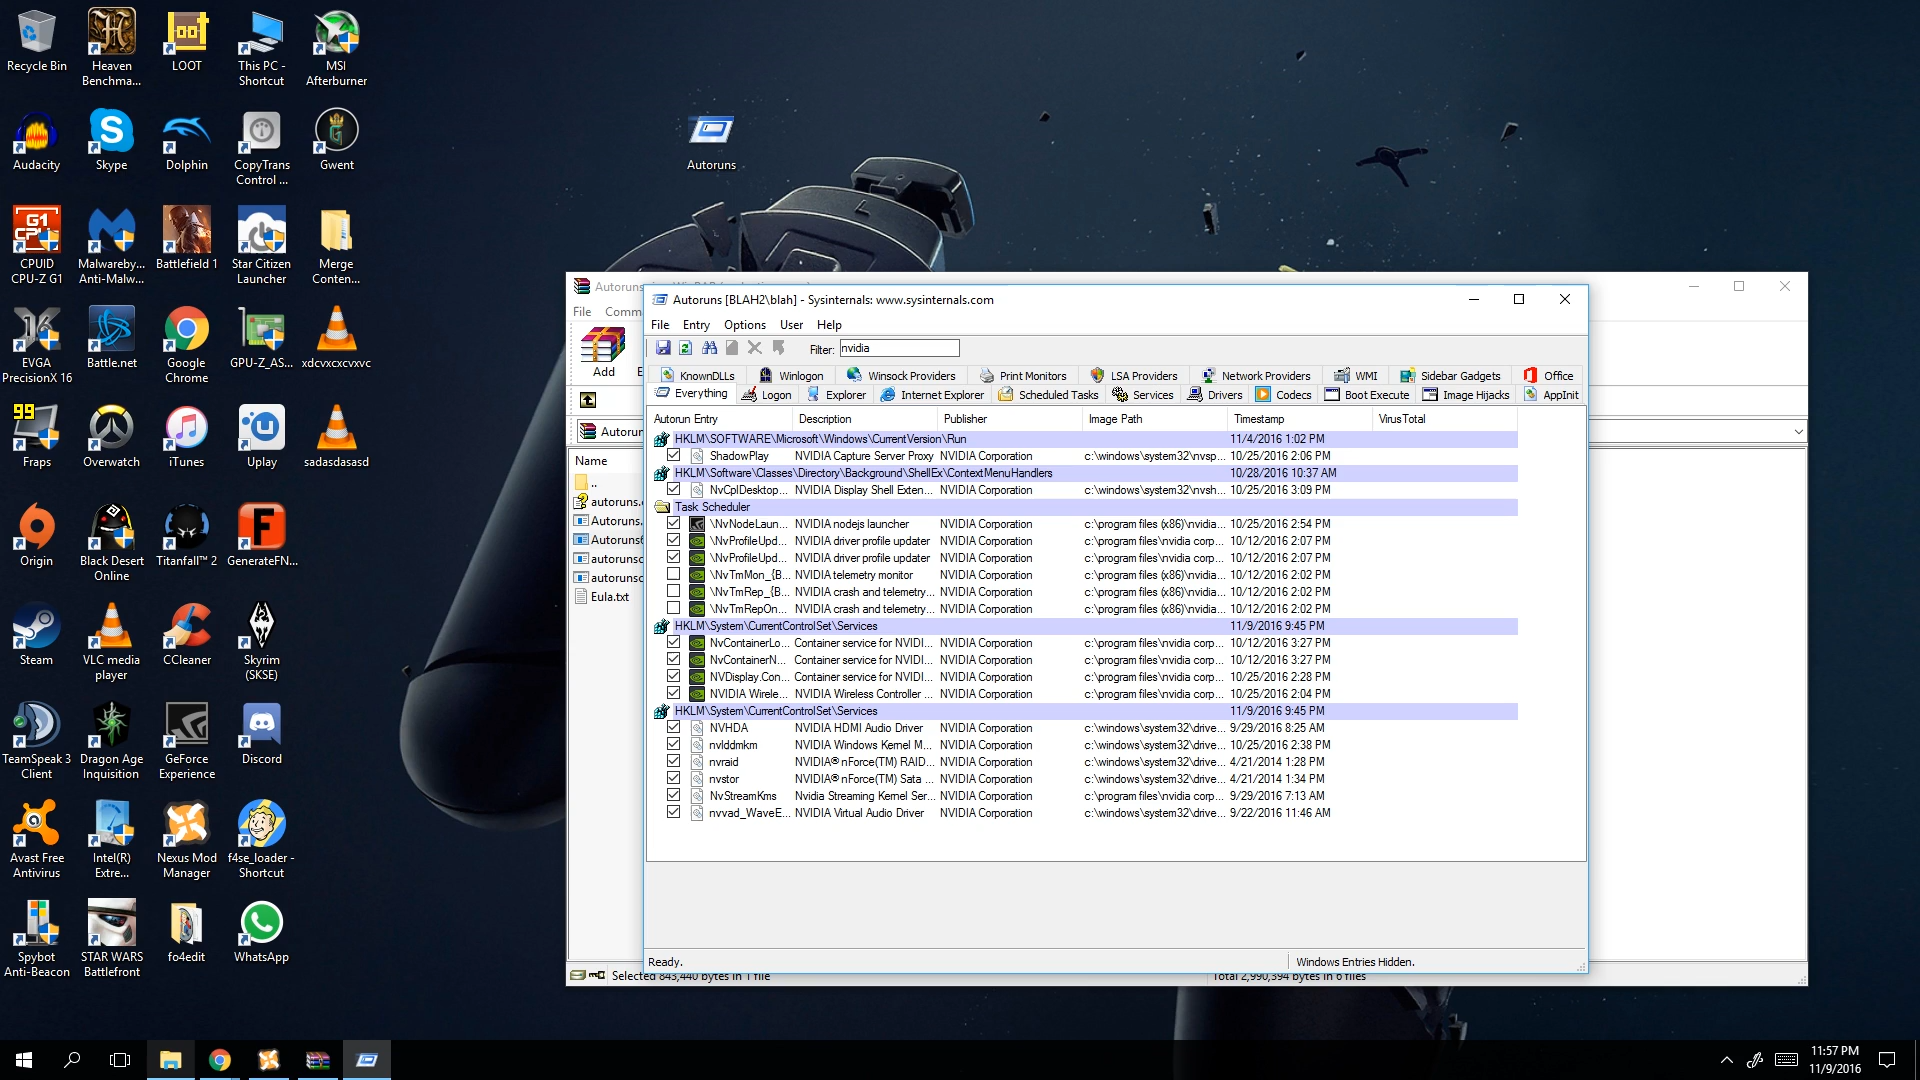 Recycle Bin
Heaven Benchma...
LOOT
This PC - Shortcut
MSI Afterburner
Audacity
Skype
Dolphin
CopyTrans Control ...
Gwent
CPUID CPU-Z G1
Malwareby... Anti-Malw...
Battlefield 1
Star Citizen Launcher
Merge Conten...
EVGA PrecisionX 16
Battle.net
Google Chrome
GPU-Z_AS...
xdcvxcxcvxvc
99
Fraps
Overwatch
iTunes
Uplay
sadasdasasd
Origin
Black Desert Online
Titanfall™ 2
GenerateFN...
Steam
VLC media player
CCleaner
Skyrim (SKSE)
TeamSpeak 3 Client
Dragon Age Inquisition
GeForce Experience
Discord
Avast Free Antivirus
Intel(R) Extre...
Nexus Mod Manager
f4se_loader - Shortcut
Spybot Anti-Beacon
STAR WARS Battlefront
fo4edit
WhatsApp
Autoruns
File Comm
Add
Autorun
Name
..
autoruns.
Autoruns.
Autoruns6
autorunsc
autorunsc
Eula.txt
Selected 843,440 bytes in 1 file
Total 2,990,394 bytes in 6 files
Autoruns [BLAH2\blah] - Sysinternals: www.sysinternals.com
File Entry Options User Help
Filter: nvidia
KnownDLLs Winlogon Winsock Providers Print Monitors LSA Providers Network Providers WMI Sidebar Gadgets Office
Everything Logon Explorer Internet Explorer Scheduled Tasks Services Drivers Codecs Boot Execute Image Hijacks AppInit
Autorun Entry Description Publisher Image Path Timestamp VirusTotal
HKLM\SOFTWARE\Microsoft\Windows\CurrentVersion\Run 11/4/2016 1:02 PM
ShadowPlay NVIDIA Capture Server Proxy NVIDIA Corporation c:\windows\system32\nvsp... 10/25/2016 2:06 PM
HKLM\Software\Classes\Directory\Background\ShellEx\ContextMenuHandlers 10/28/2016 10:37 AM
NvCplDesktop... NVIDIA Display Shell Exten... NVIDIA Corporation c:\windows\system32\nvsh... 10/25/2016 3:09 PM
Task Scheduler
\NvNodeLaun... NVIDIA nodejs launcher NVIDIA Corporation c:\program files (x86)\nvidia... 10/25/2016 2:54 PM
\NvProfileUpd... NVIDIA driver profile updater NVIDIA Corporation c:\program files\nvidia corp... 10/12/2016 2:07 PM
\NvProfileUpd... NVIDIA driver profile updater NVIDIA Corporation c:\program files\nvidia corp... 10/12/2016 2:07 PM
\NvTmMon_{B... NVIDIA telemetry monitor NVIDIA Corporation c:\program files (x86)\nvidia... 10/12/2016 2:02 PM
\NvTmRep_{B... NVIDIA crash and telemetry... NVIDIA Corporation c:\program files (x86)\nvidia... 10/12/2016 2:02 PM
\NvTmRepOn... NVIDIA crash and telemetry... NVIDIA Corporation c:\program files (x86)\nvidia... 10/12/2016 2:02 PM
HKLM\System\CurrentControlSet\Services 11/9/2016 9:45 PM
NvContainerLo... Container service for NVIDI... NVIDIA Corporation c:\program files\nvidia corp... 10/12/2016 3:27 PM
NvContainerN... Container service for NVIDI... NVIDIA Corporation c:\program files\nvidia corp... 10/12/2016 3:27 PM
NVDisplay.Con... Container service for NVIDI... NVIDIA Corporation c:\program files\nvidia corp... 10/25/2016 2:28 PM
NVIDIA Wirele... NVIDIA Wireless Controller ... NVIDIA Corporation c:\program files\nvidia corp... 10/25/2016 2:04 PM
HKLM\System\CurrentControlSet\Services 11/9/2016 9:45 PM
NVHDA NVIDIA HDMI Audio Driver NVIDIA Corporation c:\windows\system32\drive... 9/29/2016 8:25 AM
nvlddmkm NVIDIA Windows Kernel M... NVIDIA Corporation c:\windows\system32\drive... 10/25/2016 2:38 PM
nvraid NVIDIA® nForce(TM) RAID... NVIDIA Corporation c:\windows\system32\drive... 4/21/2014 1:28 PM
nvstor NVIDIA® nForce(TM) Sata ... NVIDIA Corporation c:\windows\system32\drive... 4/21/2014 1:34 PM
NvStreamKms Nvidia Streaming Kernel Ser... NVIDIA Corporation c:\program files\nvidia corp... 9/29/2016 7:13 AM
nvvad_WaveE... NVIDIA Virtual Audio Driver NVIDIA Corporation c:\windows\system32\drive... 9/22/2016 11:46 AM
Ready.
Windows Entries Hidden.
11:57 PM
11/9/2016